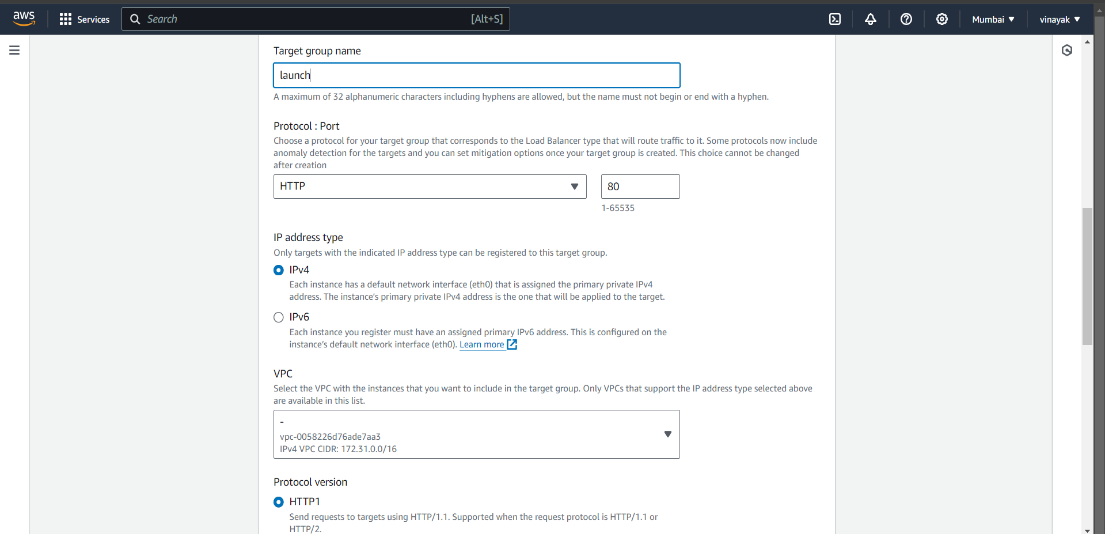 aws Services Search [Alt+S] Mumbai vinayak
Target group name
launch
A maximum of 32 alphanumeric characters including hyphens are allowed, but the name must not begin or end with a hyphen.
Protocol : Port
Choose a protocol for your target group that corresponds to the Load Balancer type that will route traffic to it. Some protocols now include
anomaly detection for the targets and you can set mitigation options once your target group is created. This choice cannot be changed
after creation
HTTP 80
1-65535
IP address type
Only targets with the indicated IP address type can be registered to this target group.
IPv4
Each instance has a default network interface (eth0) that is assigned the primary private IPv4
address. The instance's primary private IPv4 address is the one that will be applied to the target.
IPv6
Each instance you register must have an assigned primary IPv6 address. This is configured on the
instance's default network interface (eth0). Learn more
VPC
Select the VPC with the instances that you want to include in the target group. Only VPCs that support the IP address type selected above
are available in this list.
-
vpc-0058226d76ade7aa3
IPv4 VPC CIDR: 172.31.0.0/16
Protocol version
HTTP1
Send requests to targets using HTTP/1.1. Supported when the request protocol is HTTP/1.1 or
HTTP/2.